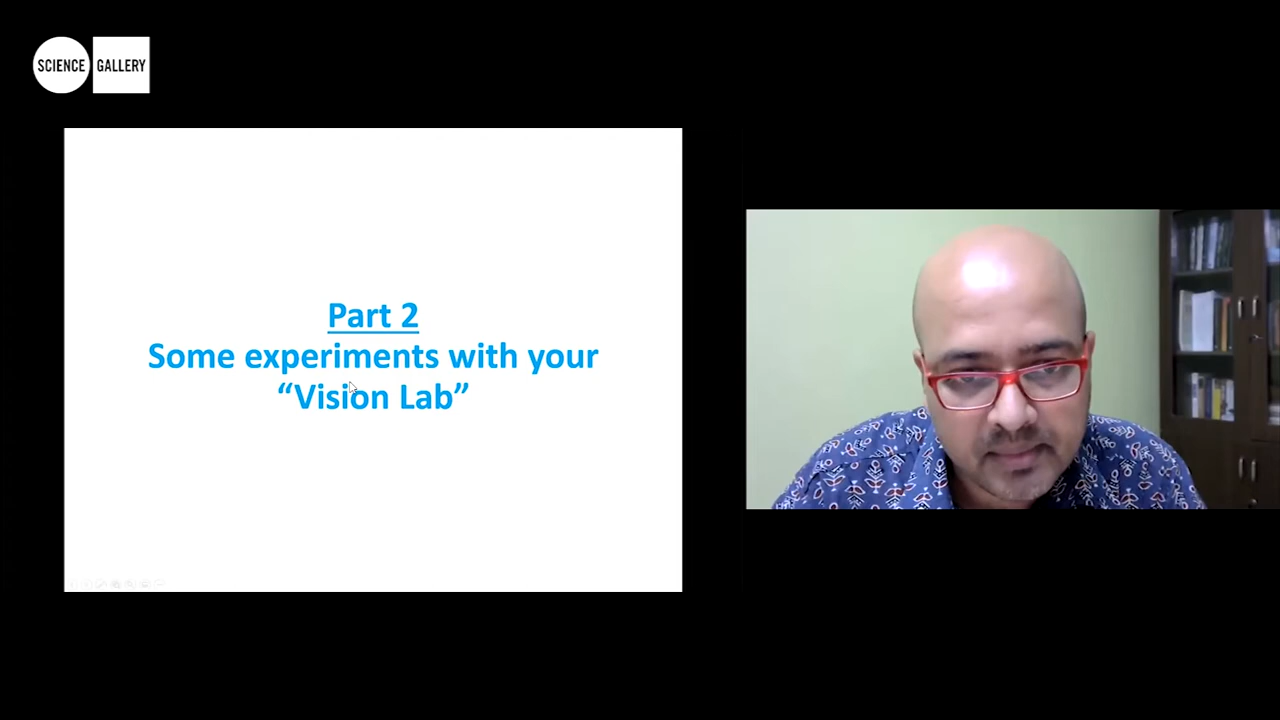 SCIENCE GALLERY
Part 2
Some experiments with your
“Vision Lab”